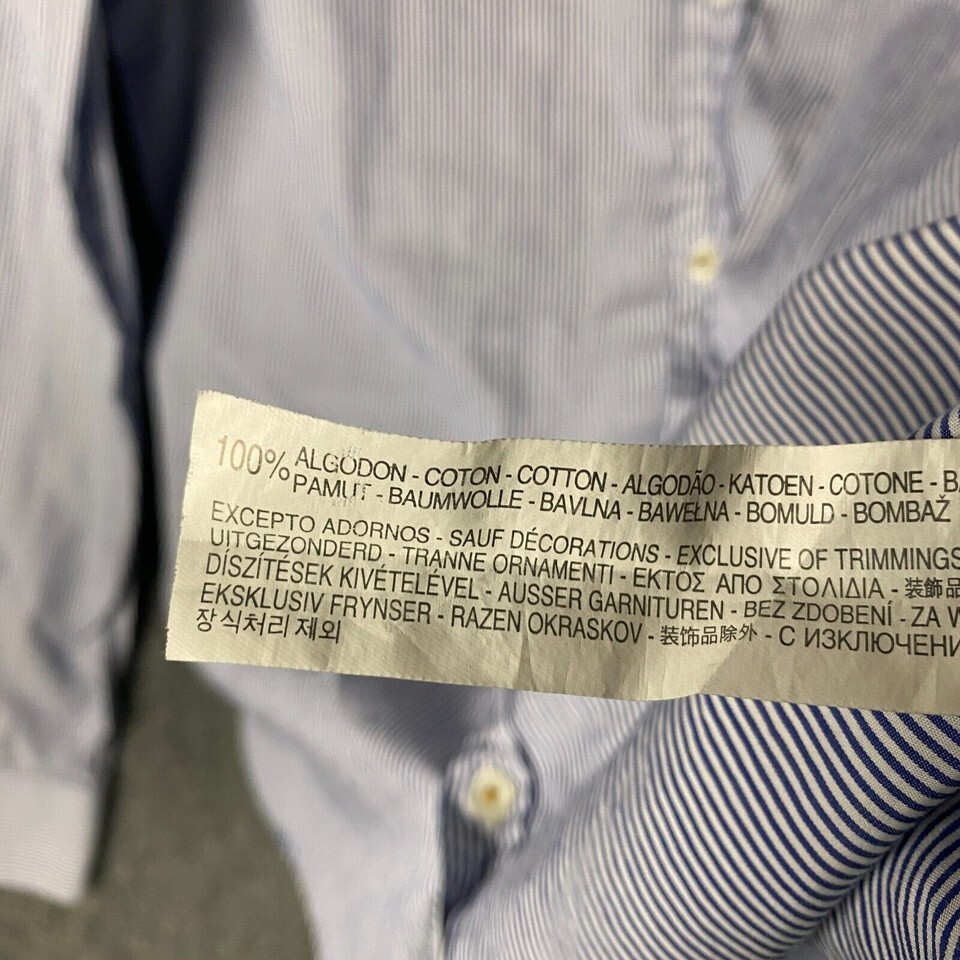 100% ALGODON - COTON - COTTON - ALGODÃO - KATOEN - COTONE -
PAMUT - BAUMWOLLE - BAVLNA - BAWEŁNA - BOMULD - BOMBAŽ
EXCEPTO ADORNOS - SAUF DÉCORATIONS - EXCLUSIVE OF TRIMMINGS
UITGEZONDERD - TRANNE ORNAMENTI - ΕΚΤΟΣ ΑΠΟ ΣΤΟΛΙΔΙΑ - 装飾品
DÍSZÍTÉSEK KIVÉTELÉVEL - AUSSER GARNITUREN - BEZ ZDOBENÍ - ZA
EKSKLUSIV FRYNSER - RAZEN OKRASKOV - 装饰品除外 - С ИСКЛЮЧЕНИ
장식처리 제외